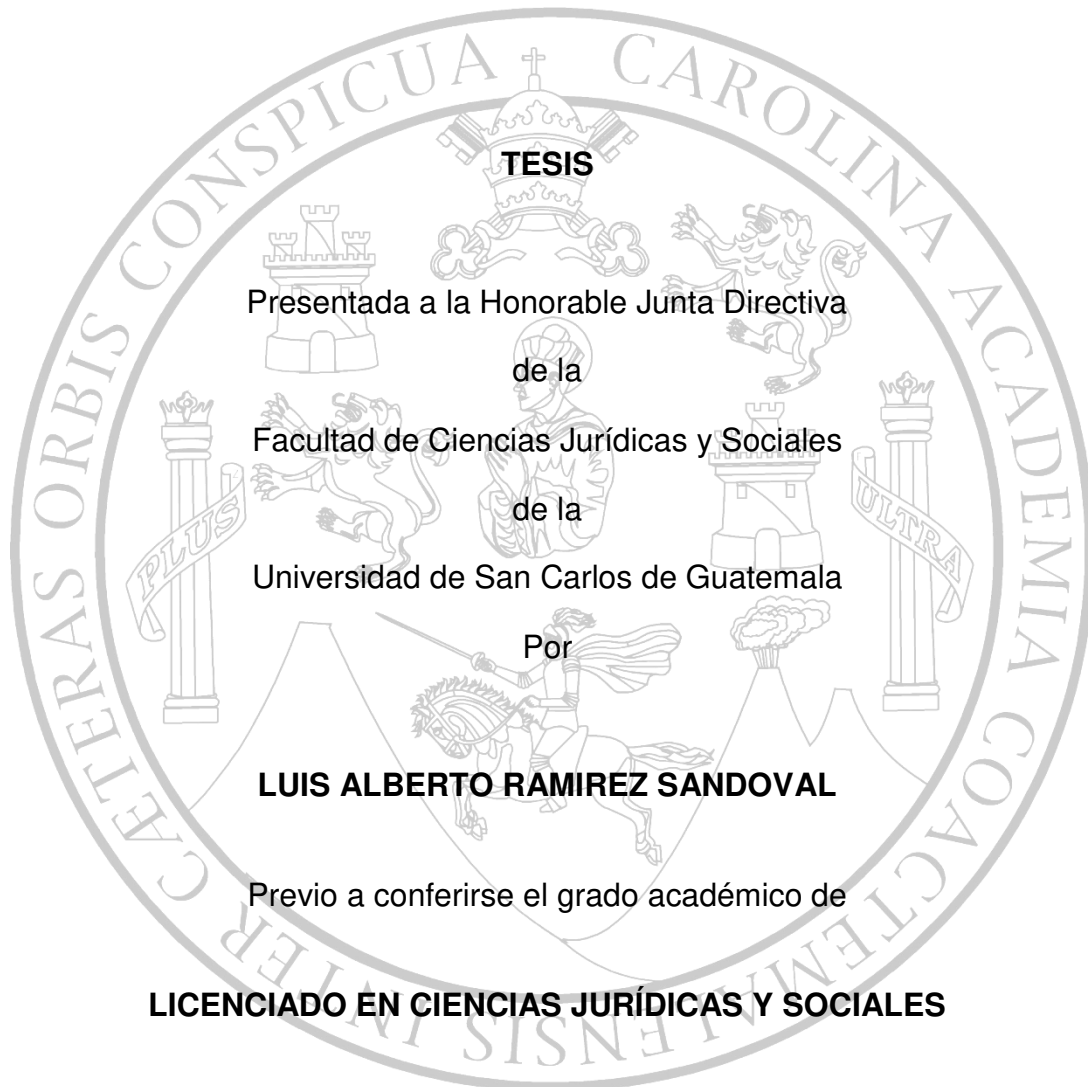 TESIS
Presentada a la Honorable Junta Directiva
de la
Facultad de Ciencias Jurídicas y Sociales
de la
Universidad de San Carlos de Guatemala
Por
LUIS ALBERTO RAMIREZ SANDOVAL
Previo a conferirse el grado académico de
LICENCIADO EN CIENCIAS JURÍDICAS Y SOCIALES
CAROLINA ACADEMIA COACTEMALENSIS INTER CÆTERAS ORBIS CONSPICUA
PLUS
ULTRA